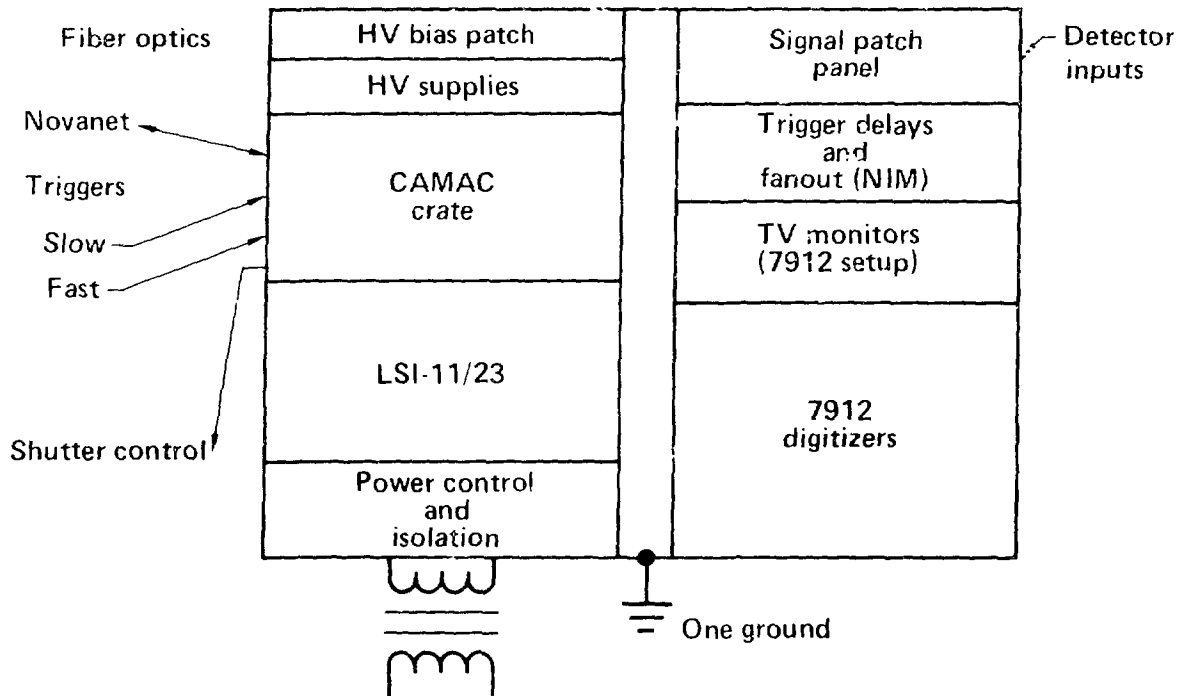 Fiber optics
Novanet
Triggers
Slow
Fast
Shutter control
HV bias patch
HV supplies
CAMAC
crate
LSI-11/23
Power control
and
isolation
Signal patch
panel
Trigger delays
and
fanout (NIM)
TV monitors
(7912 setup)
7912
digitizers
Detector
inputs
One ground